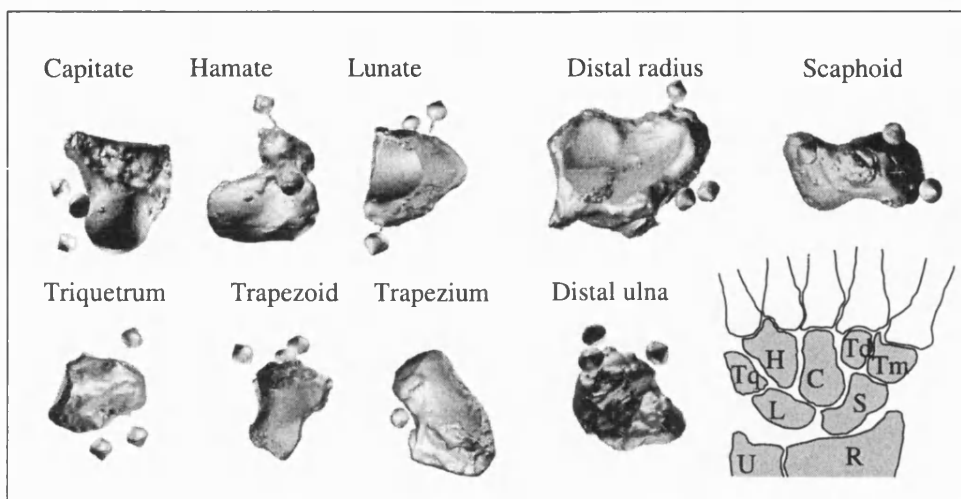 Capitate Hamate Lunate Distal radius Scaphoid
Triquetrum Trapezoid Trapezium Distal ulna
H C Td Tm
Tq L S
U R